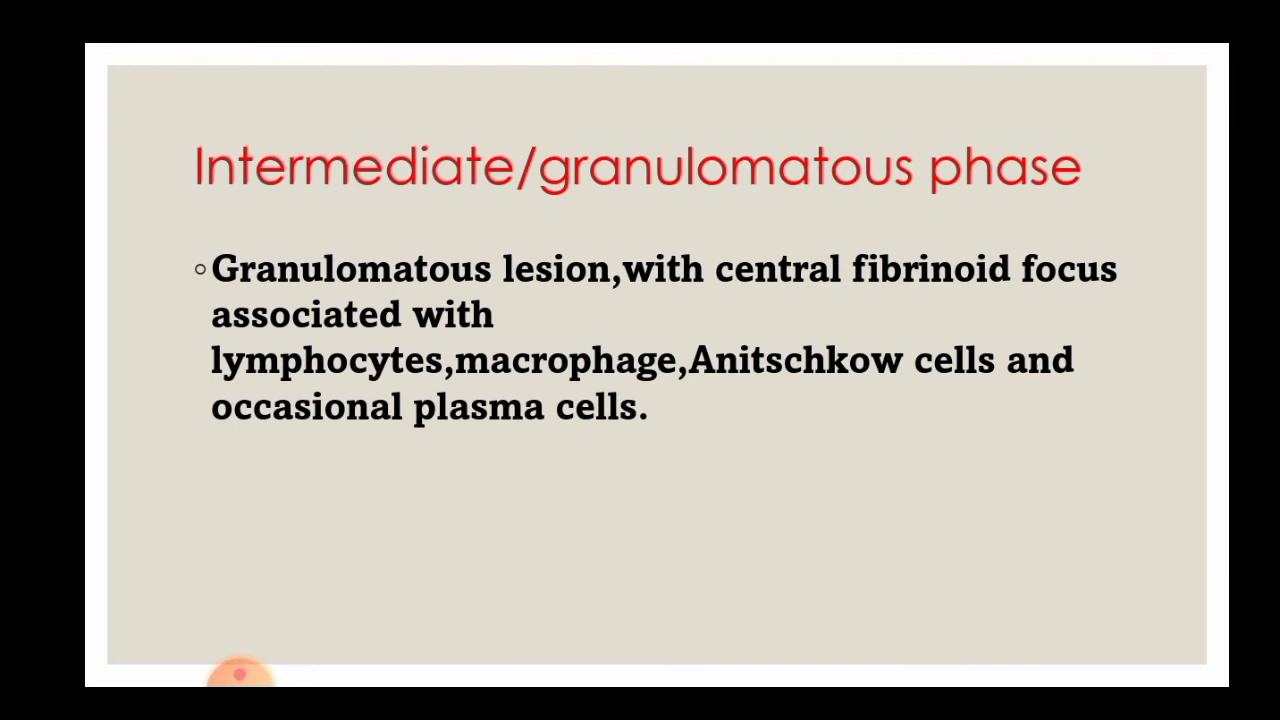 Intermediate/granulomatous phase
◦Granulomatous lesion,with central fibrinoid focus
associated with
lymphocytes,macrophage,Anitschkow cells and
occasional plasma cells.